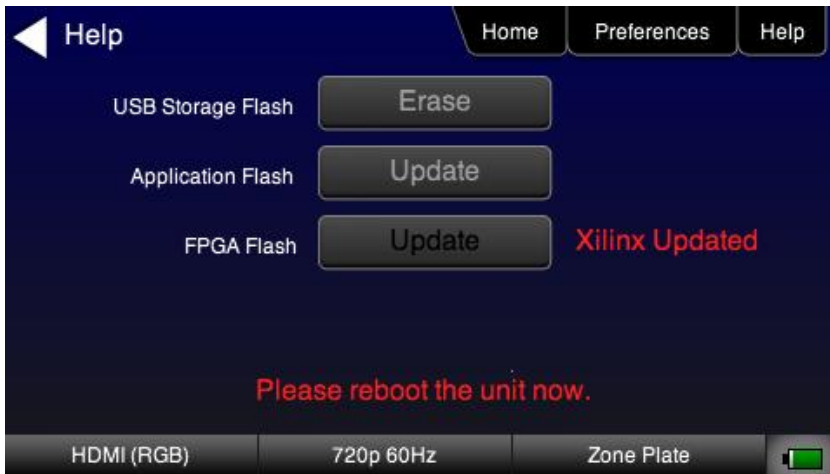 Help
Home
Preferences
Help
USB Storage Flash
Erase
Application Flash
Update
FPGA Flash
Update
Xilinx Updated
Please reboot the unit now.
HDMI (RGB)
720p 60Hz
Zone Plate